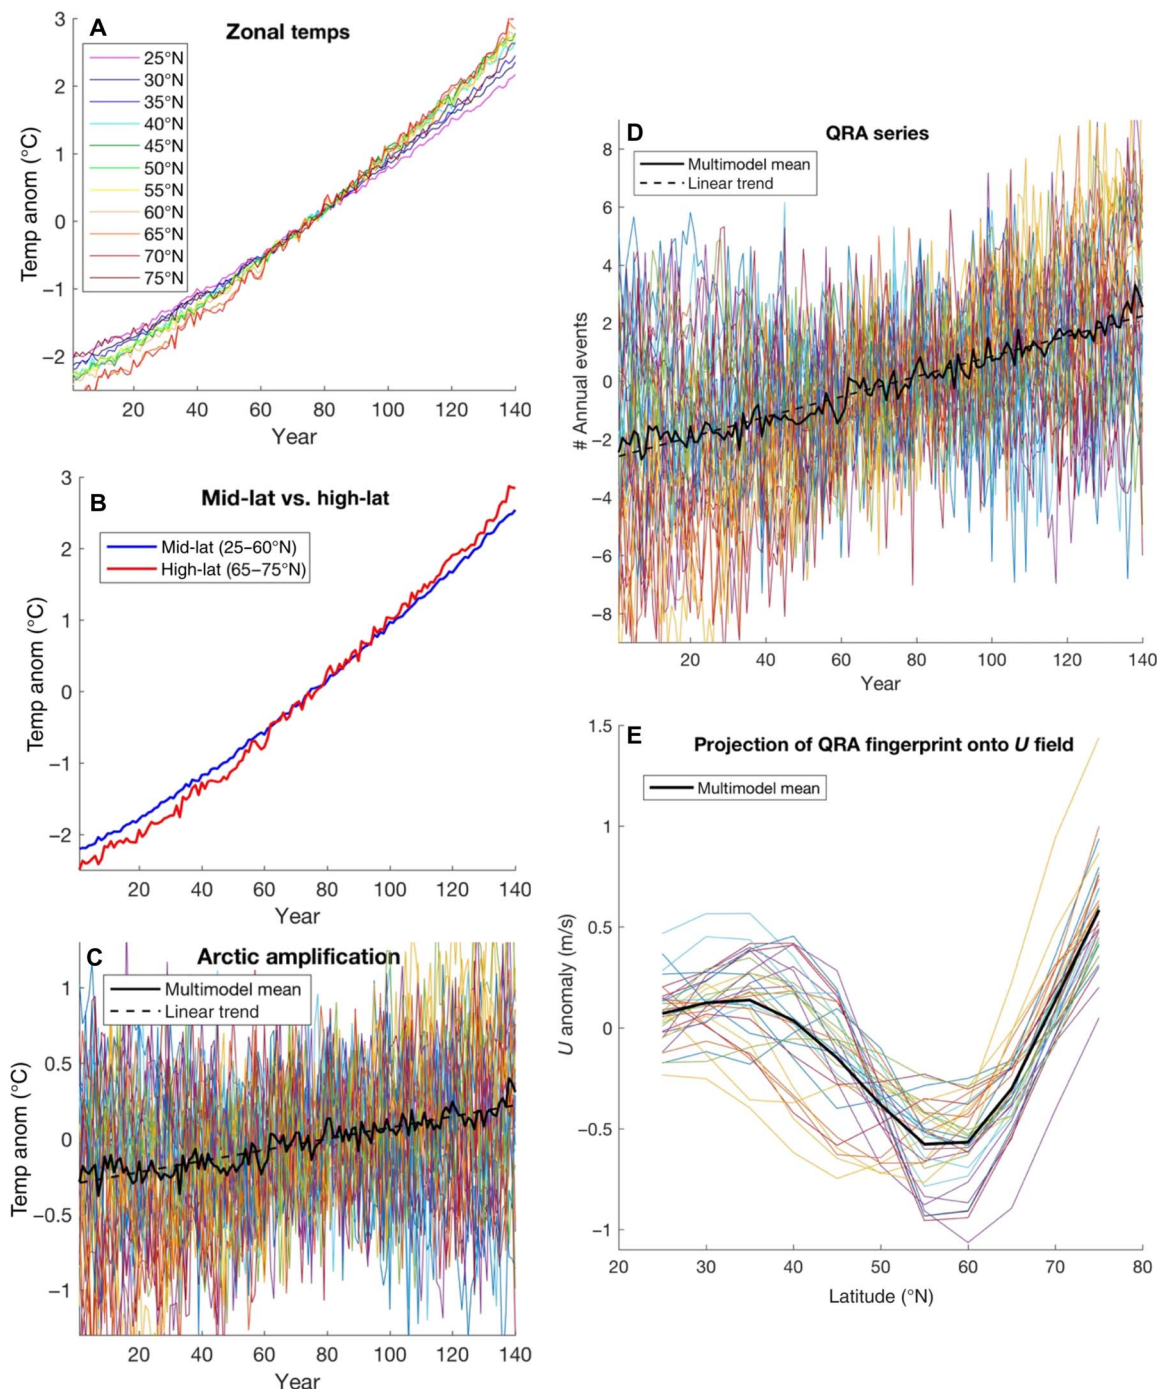 A
Zonal temps
3
2
1
0
−1
−2
Temp anom (°C)
25°N
30°N
35°N
40°N
45°N
50°N
55°N
60°N
65°N
70°N
75°N
20 40 60 80 100 120 140
Year
B
Mid-lat vs. high-lat
3
2
1
0
−1
−2
Temp anom (°C)
Mid-lat (25–60°N)
High-lat (65–75°N)
20 40 60 80 100 120 140
Year
C
Arctic amplification
1
0.5
0
−0.5
−1
Temp anom (°C)
Multimodel mean
Linear trend
20 40 60 80 100 120 140
Year
D
QRA series
8
6
4
2
0
−2
−4
−6
−8
# Annual events
Multimodel mean
Linear trend
20 40 60 80 100 120 140
Year
E
Projection of QRA fingerprint onto U field
1.5
1
0.5
0
−0.5
−1
U anomaly (m/s)
Multimodel mean
20 30 40 50 60 70 80
Latitude (°N)